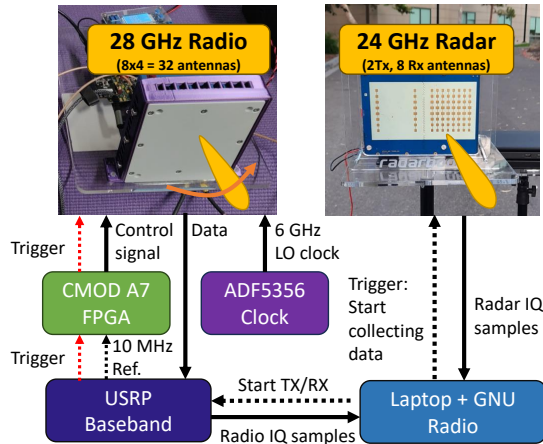 28 GHz Radio
(8x4 = 32 antennas)
24 GHz Radar
(2Tx, 8 Rx antennas)
radarbook
Trigger
Control
signal
Data
6 GHz
LO clock
CMOD A7
FPGA
ADF5356
Clock
Trigger:
Start
collecting
data
Radar IQ
samples
Trigger
10 MHz
Ref.
Start TX/RX
USRP
Baseband
Laptop + GNU
Radio
Radio IQ samples